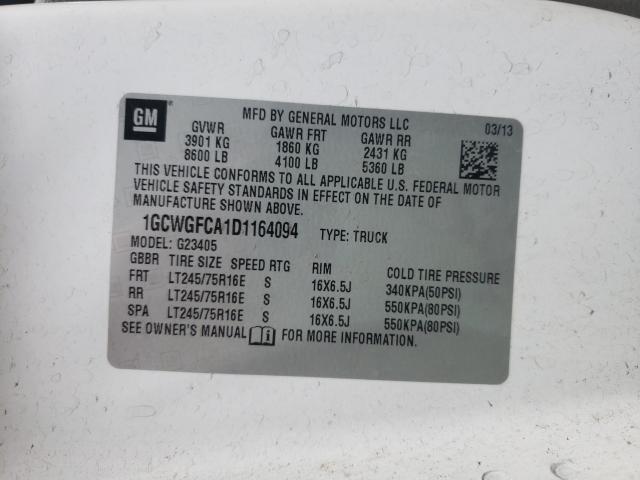 GM
MFD BY GENERAL MOTORS LLC 03/13
GVWR GAWR FRT GAWR RR
3901 KG 1860 KG 2431 KG
8600 LB 4100 LB 5360 LB
THIS VEHICLE CONFORMS TO ALL APPLICABLE U.S. FEDERAL MOTOR
VEHICLE SAFETY STANDARDS IN EFFECT ON THE DATE OF
MANUFACTURE SHOWN ABOVE.
1GCWGFCA1D1164094 TYPE: TRUCK
MODEL: G23405
GBBR TIRE SIZE SPEED RTG RIM COLD TIRE PRESSURE
FRT LT245/75R16E S 16X6.5J 340KPA(50PSI)
RR LT245/75R16E S 16X6.5J 550KPA(80PSI)
SPA LT245/75R16E S 16X6.5J 550KPA(80PSI)
SEE OWNER'S MANUAL FOR MORE INFORMATION.